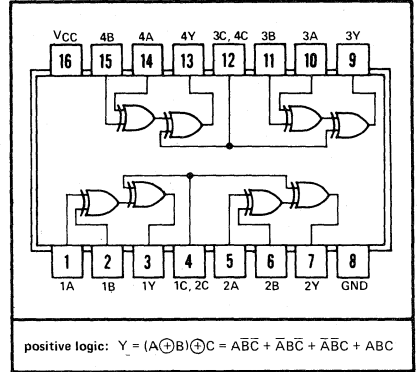 VCC 4B 4A 4Y 3C, 4C 3B 3A 3Y
16 15 14 13 12 11 10 9
1 2 3 4 5 6 7 8
1A 1B 1Y 1C, 2C 2A 2B 2Y GND
positive logic: Y = (A⊕B)⊕C = AB̅C̅ + A̅BC̅ + A̅B̅C + ABC